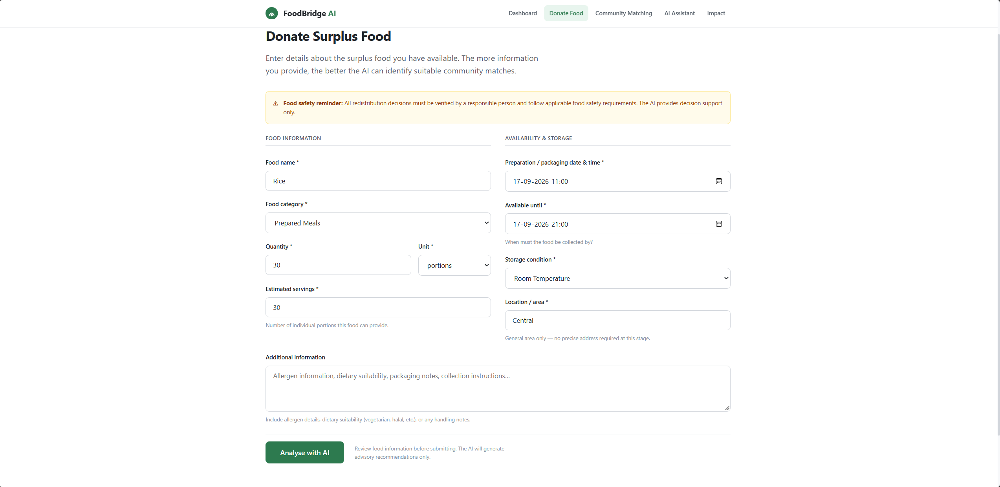 FoodBridge AI
Dashboard
Donate Food
Community Matching
AI Assistant
Impact
Donate Surplus Food
Enter details about the surplus food you have available. The more information
you provide, the better the AI can identify suitable community matches.
⚠ Food safety reminder: All redistribution decisions must be verified by a responsible person and follow applicable food safety requirements. The AI provides decision support
only.
FOOD INFORMATION
Food name *
Rice
Food category *
Prepared Meals
Quantity *
30
Unit *
portions
Estimated servings *
30
Number of individual portions this food can provide.
AVAILABILITY & STORAGE
Preparation / packaging date & time *
17-09-2026 11:00
Available until *
17-09-2026 21:00
When must the food be collected by?
Storage condition *
Room Temperature
Location / area *
Central
General area only — no precise address required at this stage.
Additional information
Allergen information, dietary suitability, packaging notes, collection instructions...
Include allergen details, dietary suitability (vegetarian, halal, etc.), or any handling notes.
Analyse with AI
Review food information before submitting. The AI will generate
advisory recommendations only.